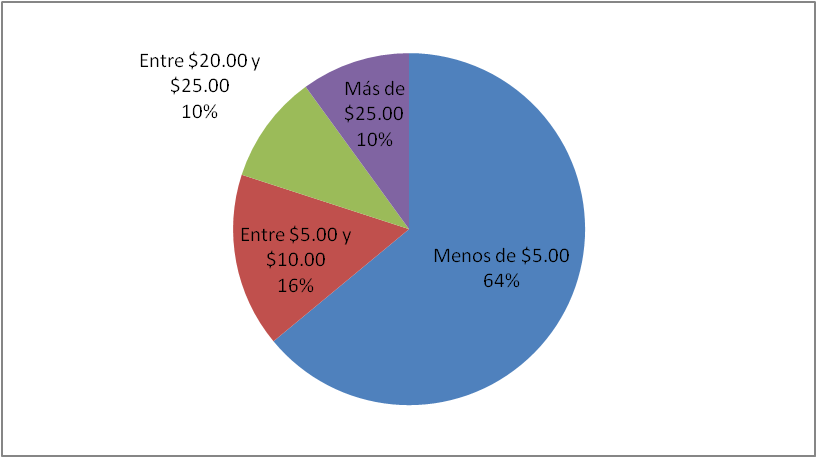 Entre $20.00 y
$25.00
10%
Más de
$25.00
10%
Entre $5.00 y
$10.00
16%
Menos de $5.00
64%